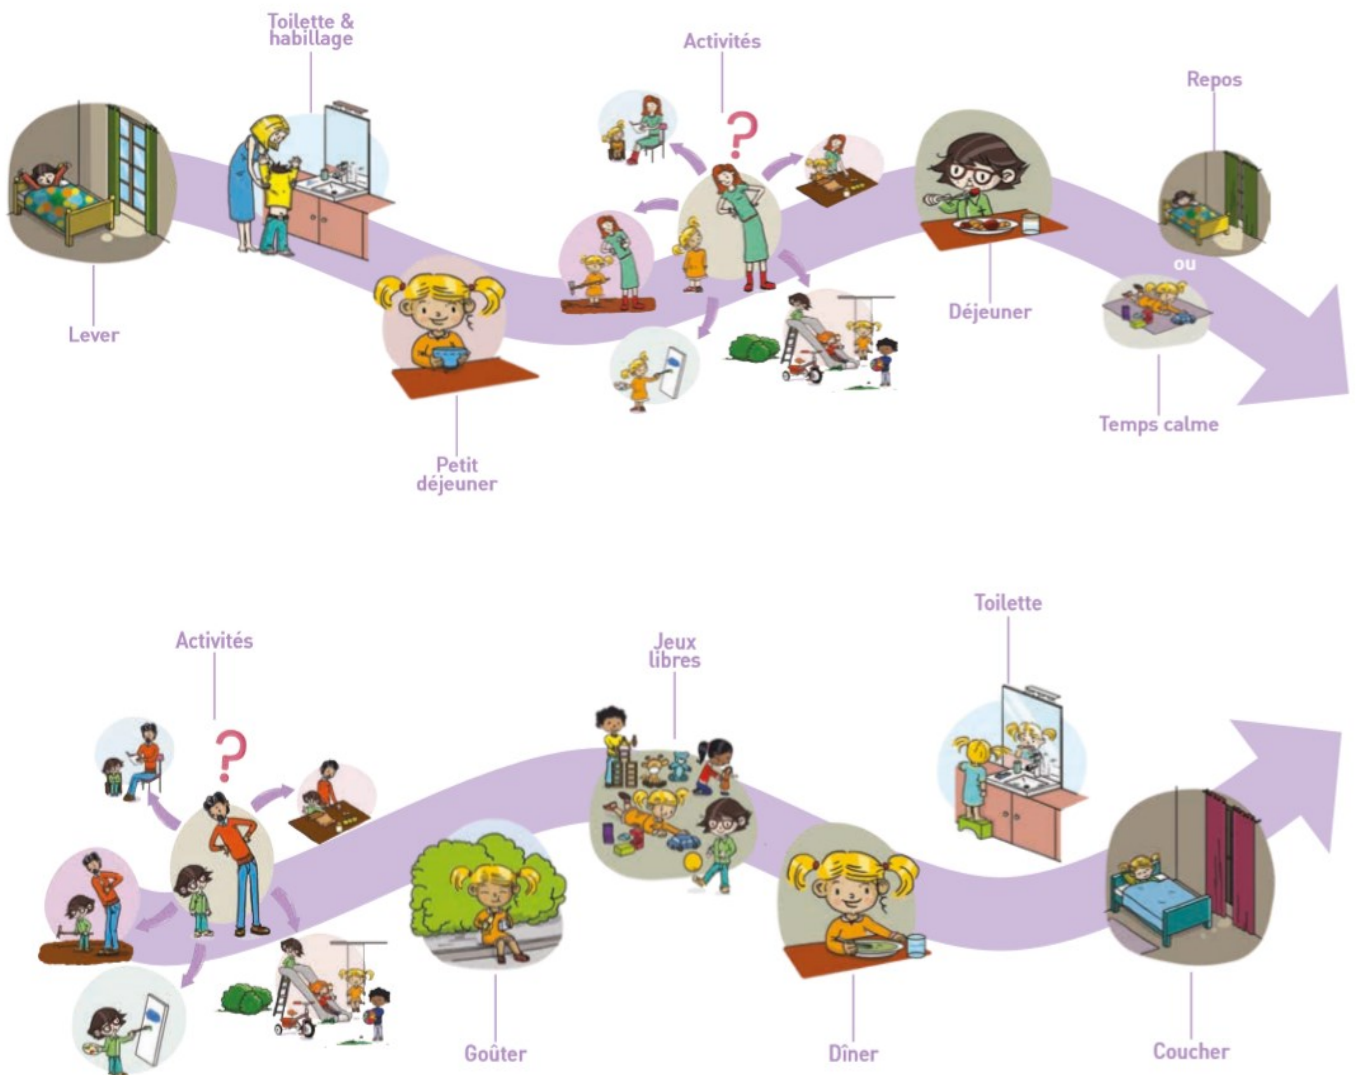 Toilette &
habillage
Activités
?
Repos
ou
Lever
Déjeuner
Temps calme
Petit
déjeuner
Toilette
Activités
?
Jeux
libres
Goûter
Dîner
Coucher